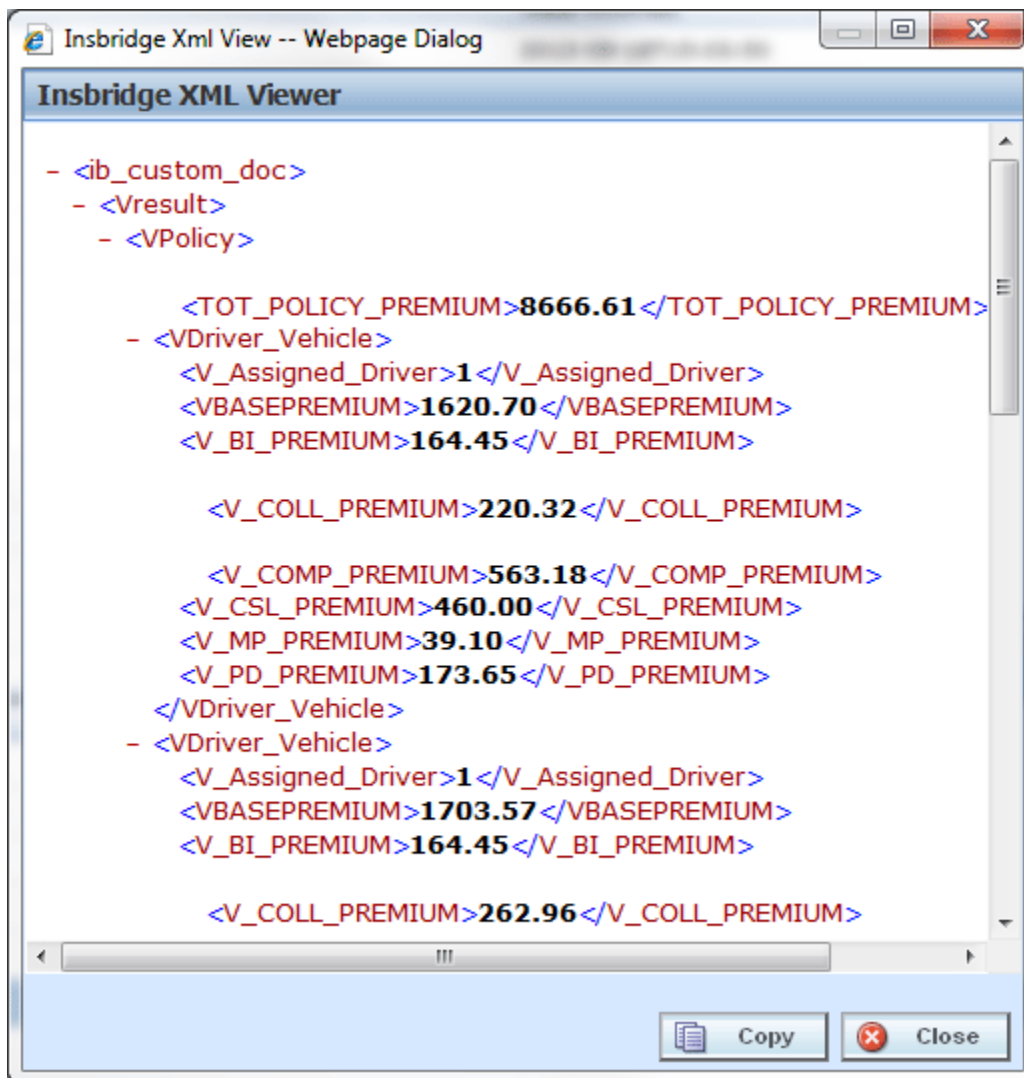 Insbridge Xml View -- Webpage Dialog
Insbridge XML Viewer
- <ib_custom_doc>
- <Vresult>
- <VPolicy>
<TOT_POLICY_PREMIUM>8666.61</TOT_POLICY_PREMIUM>
- <VDriver_Vehicle>
<V_Assigned_Driver>1</V_Assigned_Driver>
<VBASEPREMIUM>1620.70</VBASEPREMIUM>
<V_BI_PREMIUM>164.45</V_BI_PREMIUM>
<V_COLL_PREMIUM>220.32</V_COLL_PREMIUM>
<V_COMP_PREMIUM>563.18</V_COMP_PREMIUM>
<V_CSL_PREMIUM>460.00</V_CSL_PREMIUM>
<V_MP_PREMIUM>39.10</V_MP_PREMIUM>
<V_PD_PREMIUM>173.65</V_PD_PREMIUM>
</VDriver_Vehicle>
- <VDriver_Vehicle>
<V_Assigned_Driver>1</V_Assigned_Driver>
<VBASEPREMIUM>1703.57</VBASEPREMIUM>
<V_BI_PREMIUM>164.45</V_BI_PREMIUM>
<V_COLL_PREMIUM>262.96</V_COLL_PREMIUM>
Copy
Close